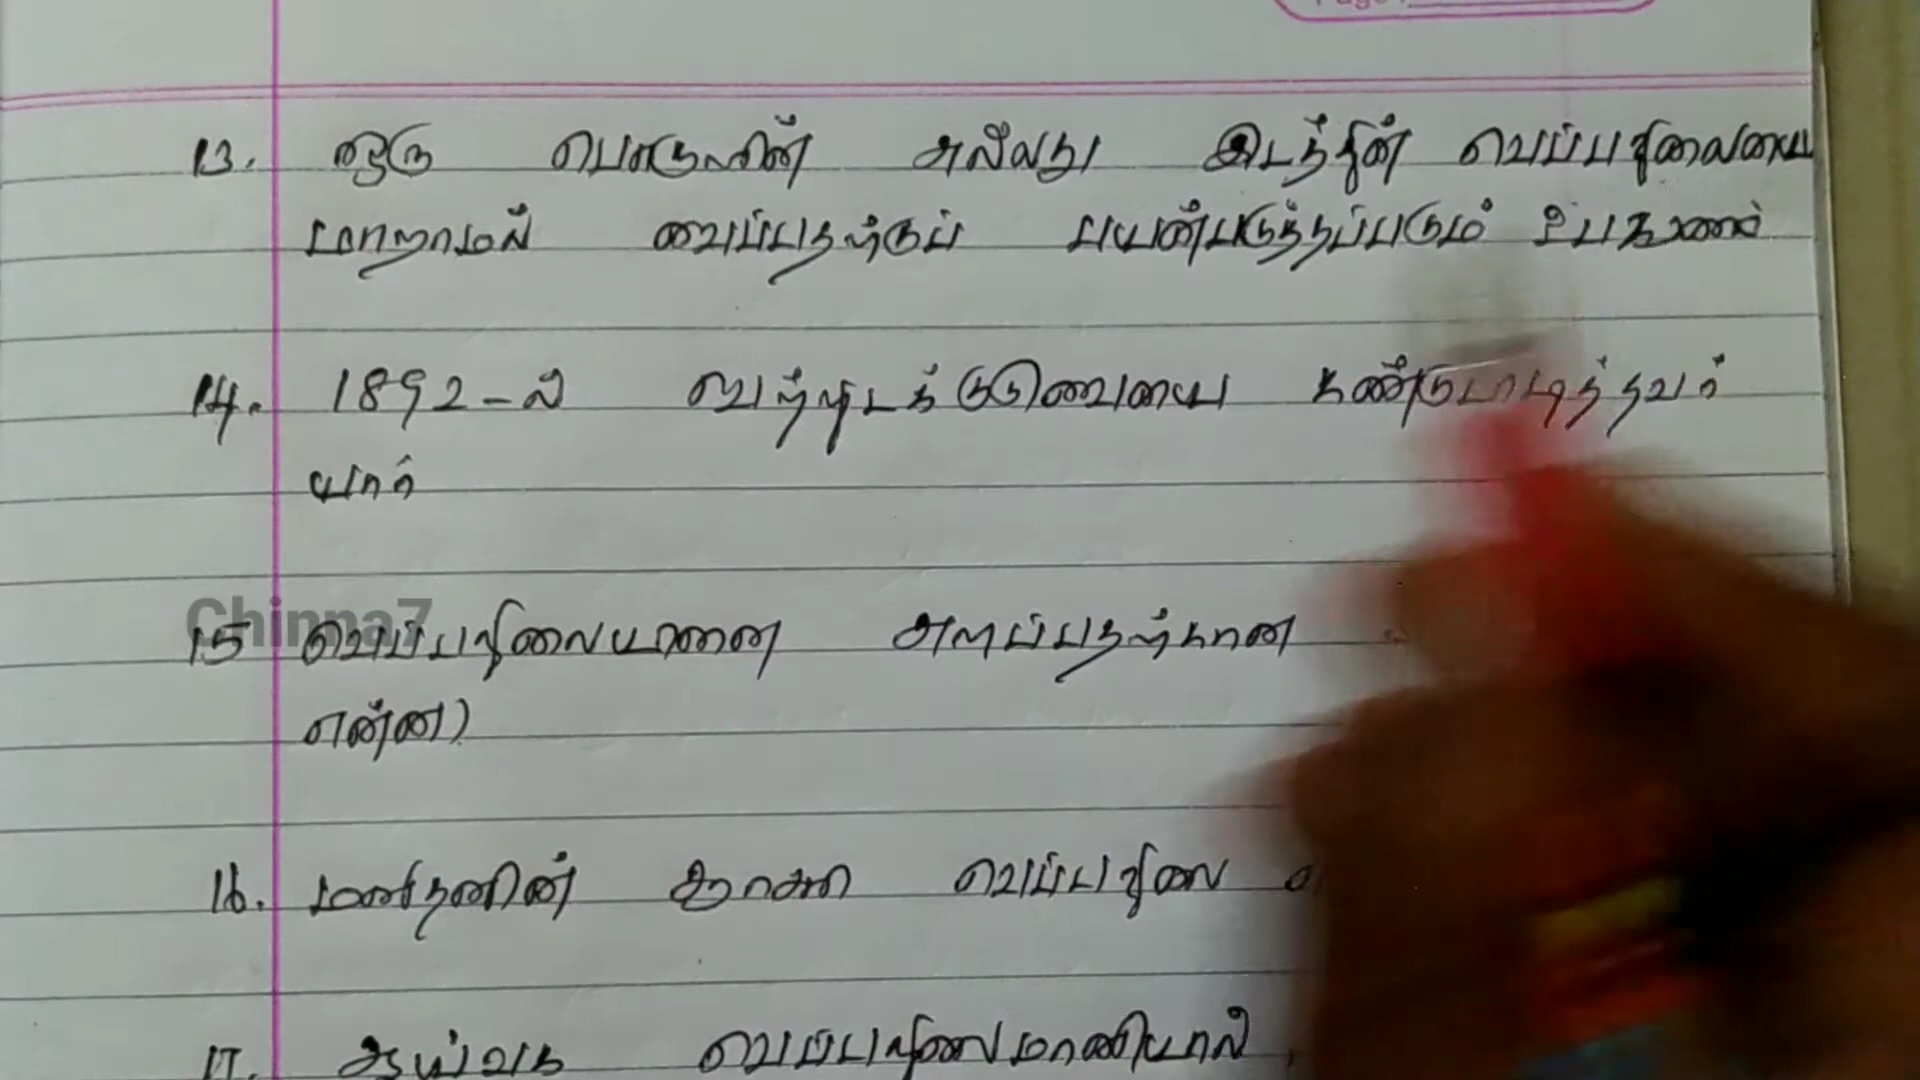 13. ஒரு பொருளின் அல்லது இடத்தின் வெப்பநிலையை
மாறாமல் வைப்பதற்குப் பயன்படுத்தப்படும் உபகரணம்
14. 1892-ல் வெற்றிடக் குடுவையை கண்டுபிடித்தவர்
யார்
Chinna7
15 வெப்பநிலையானை அளப்பதற்கான
என்ன)
16. மனிதனின் சராசரி வெப்பநிலை
17. ஆய்வக வெப்பநிலைமானியால்